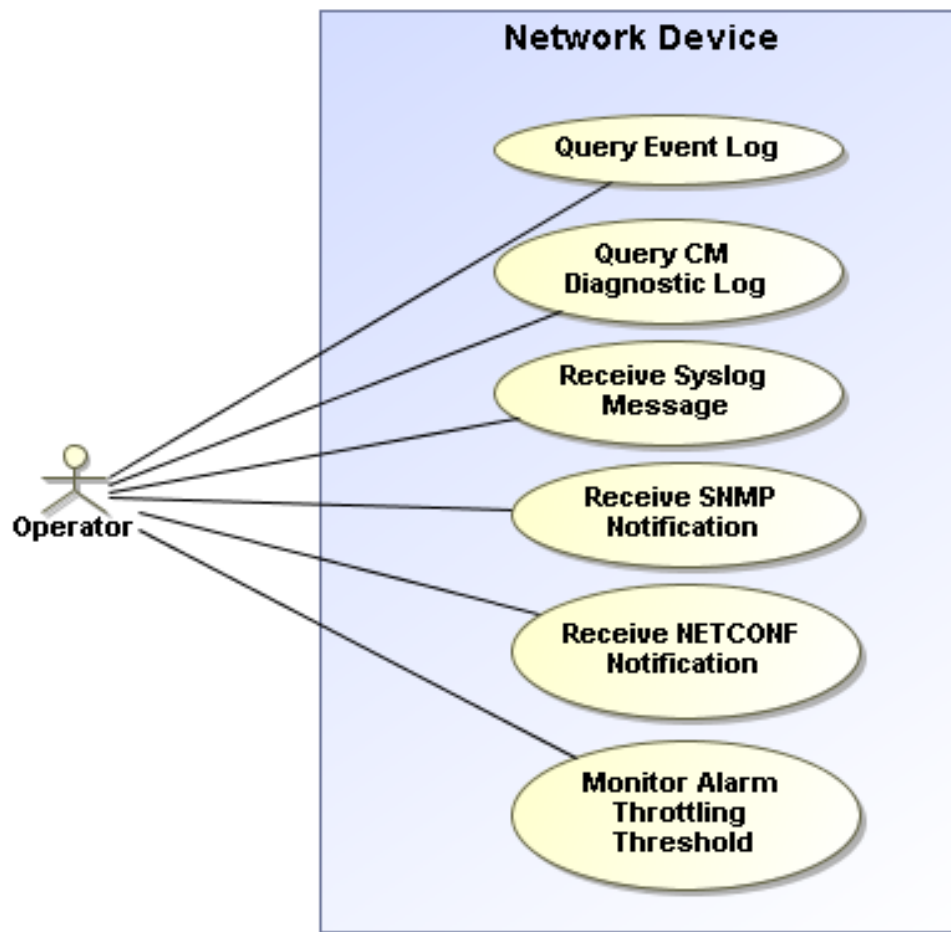 Network Device
Query Event Log
Query CM
Diagnostic Log
Receive Syslog
Message
Receive SNMP
Notification
Operator
Receive NETCONF
Notification
Monitor Alarm
Throttling
Threshold